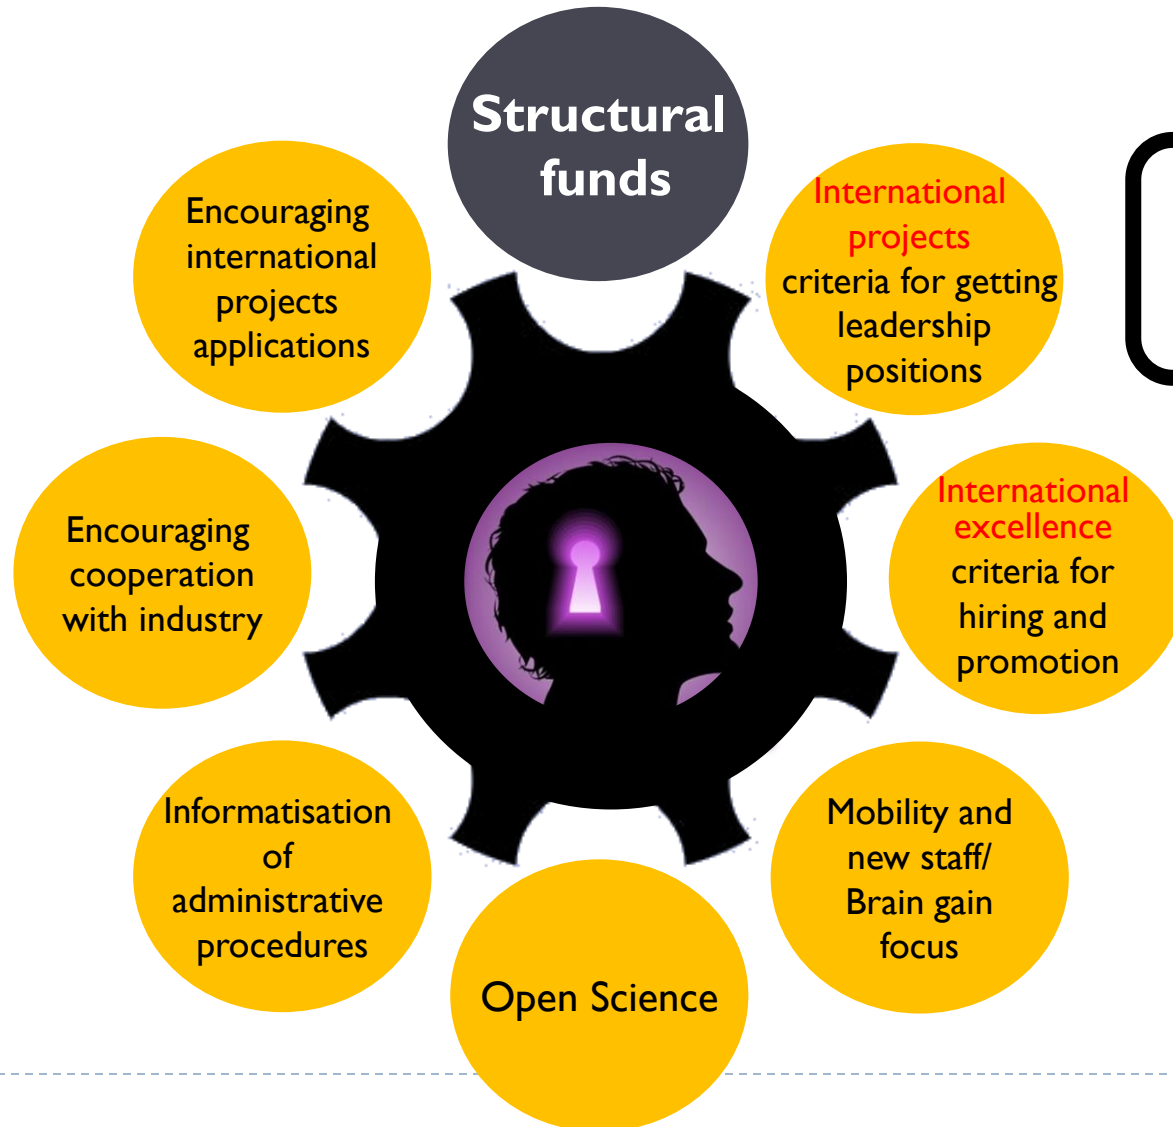 Structural
funds
International
projects
criteria for getting
leadership
positions
International
excellence
criteria for
hiring and
promotion
Mobility and
new staff/
Brain gain
focus
Open Science
Informatisation
of
administrative
procedures
Encouraging
cooperation
with industry
Encouraging
international
projects
applications